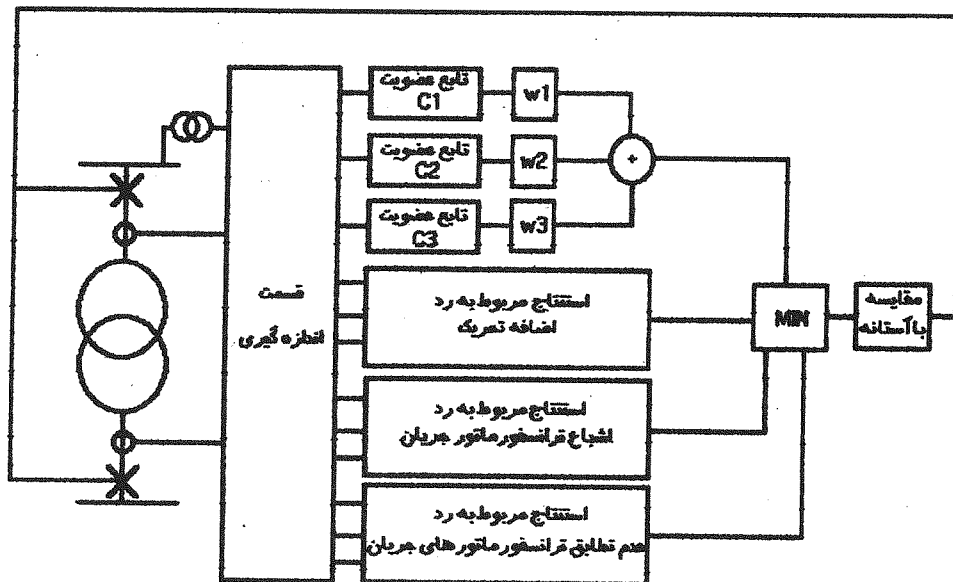 تابع عضویت
C1
w1
تابع عضویت
C2
w2
+
تابع عضویت
C3
w3
قسمت
اندازه گیری
استنتاج مربوط به رد
اضافه تحریک
MIN
مقایسه
با آستانه
استنتاج مربوط به رد
اشباع ترانسفورماتور جریان
استنتاج مربوط به رد
عدم تطابق ترانسفورماتورهای جریان